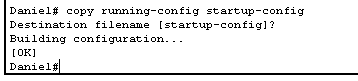 Daniel# copy running-config startup-config
Destination filename [startup-config]?
Building configuration...
[OK]
Daniel#